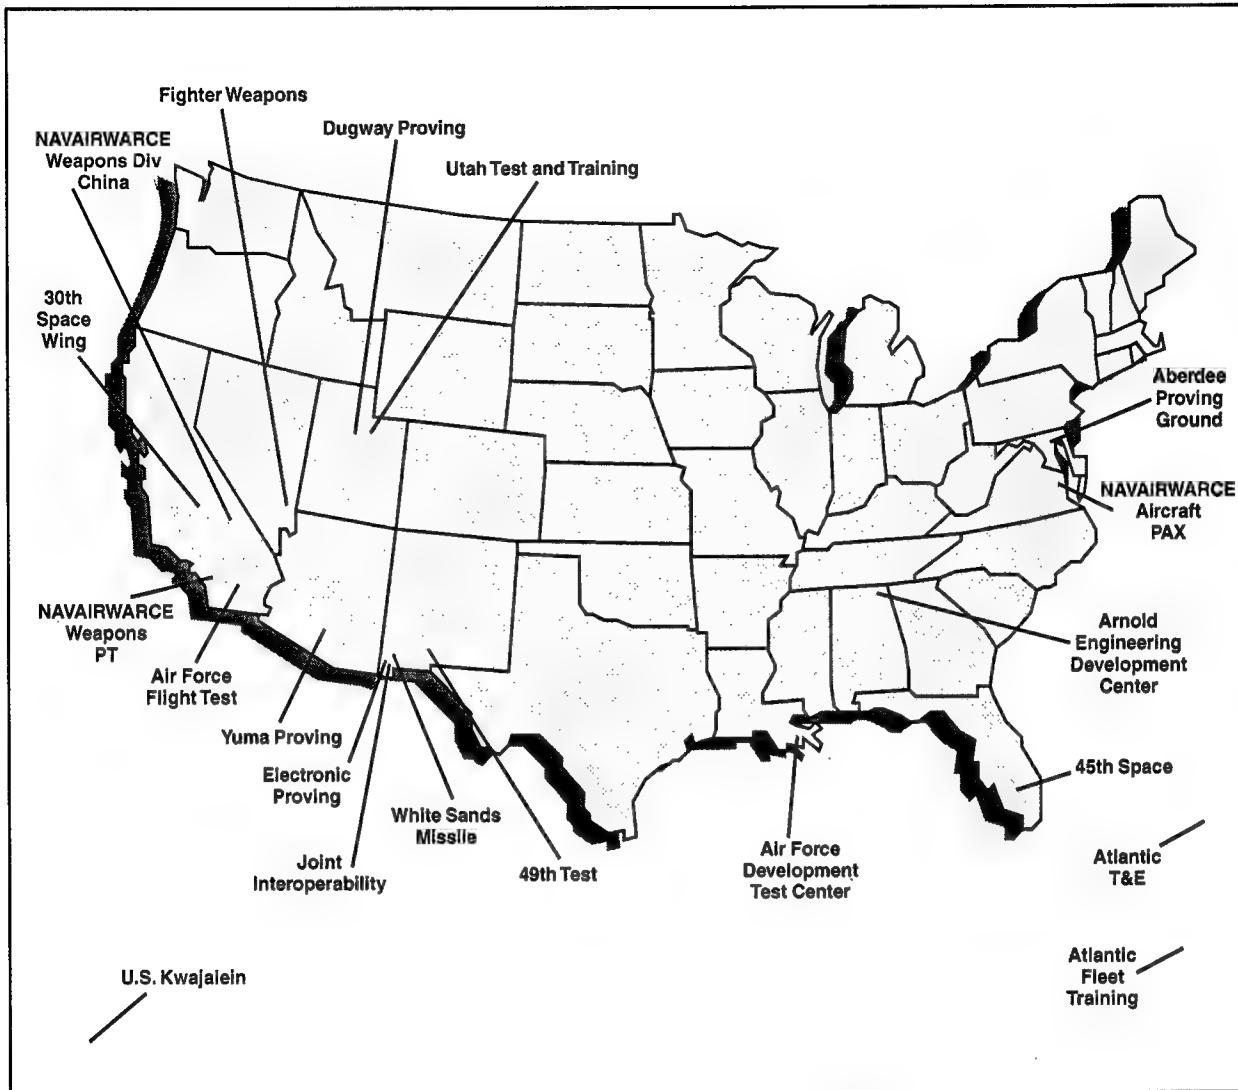 Fighter Weapons
Dugway Proving
NAVAIRWARCE
Weapons Div
China
Utah Test and Training
30th
Space
Wing
Aberdee
Proving
Ground
NAVAIRWARCE
Aircraft
PAX
NAVAIRWARCE
Weapons
PT
Air Force
Flight Test
Yuma Proving
Electronic
Proving
White Sands
Missile
Joint
Interoperability
49th Test
Air Force
Development
Test Center
Arnold
Engineering
Development
Center
45th Space
Atlantic
T&E
Atlantic
Fleet
Training
U.S. Kwajalein